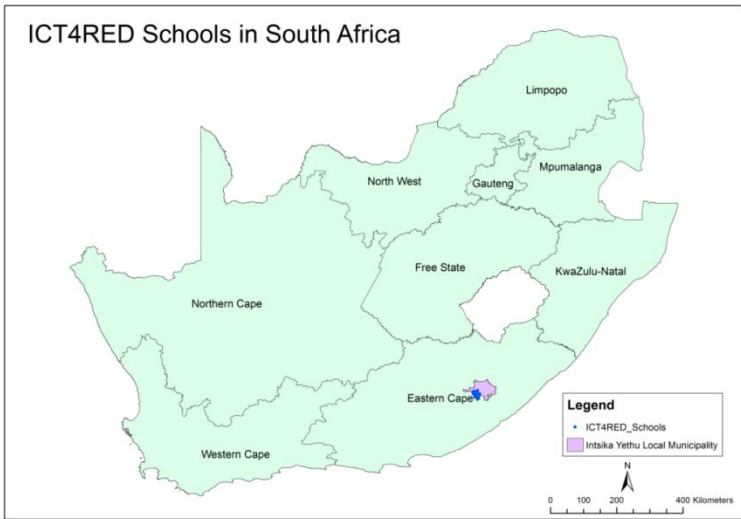 ICT4RED Schools in South Africa
Limpopo
Mpumalanga
North West
Gauteng
Free State
KwaZulu-Natal
Northern Cape
Eastern Cape
Western Cape
Legend
ICT4RED_Schools
Intsika Yethu Local Municipality
N
0 100 200 400 Kilometers